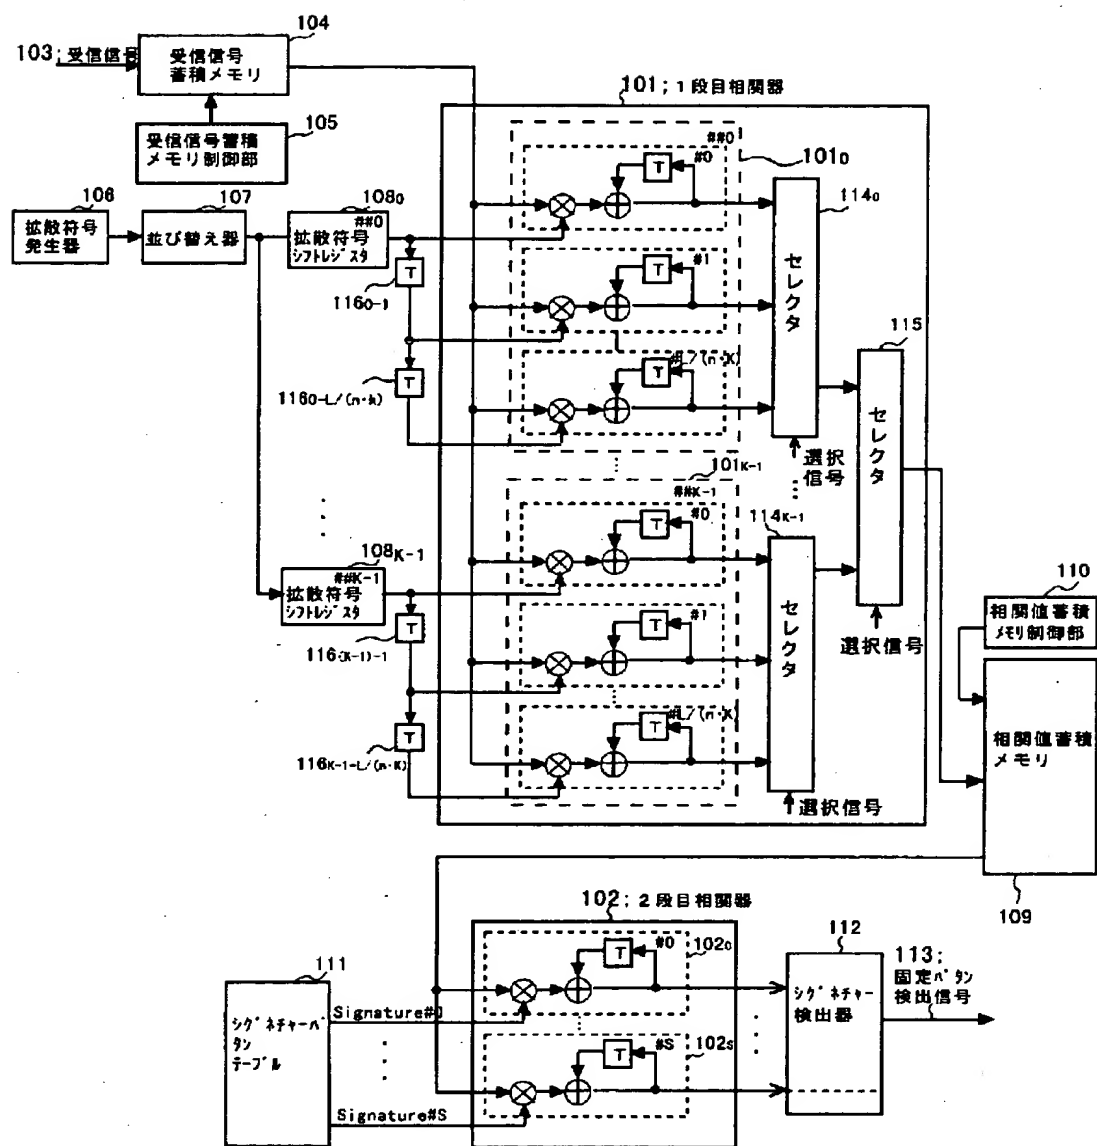 104
103;受信信号
受信信号
蓄積メモリ
105
受信信号蓄積
メモリ制御部
101;1段目相関器
##0
#0
T
101₀
106
拡散符号
発生器
107
並び替え器
108₀
##0
拡散符号
シフトレジスタ
114₀
セレクタ
T
116₀₋₁
#1
T
115
セレクタ
T
116₀₋L/(n・k)
#L/(n・K)
T
選択
信号
101K-1
##K-1
#0
T
114K-1
セレクタ
108K-1
##K-1
拡散符号
シフトレジスタ
T
116(K-1)-1
#1
T
選択信号
110
相関値蓄積
メモリ制御部
T
116K-1-L/(n・K)
#L/(n・K)
T
選択信号
相関値蓄積
メモリ
109
102;2段目相関器
#0
T
102₀
112
113;
固定パタン
検出信号
111
シグネチャーパ
タン
テーブル
Signature#0
シグネチャー
検出器
#S
T
102s
Signature#S